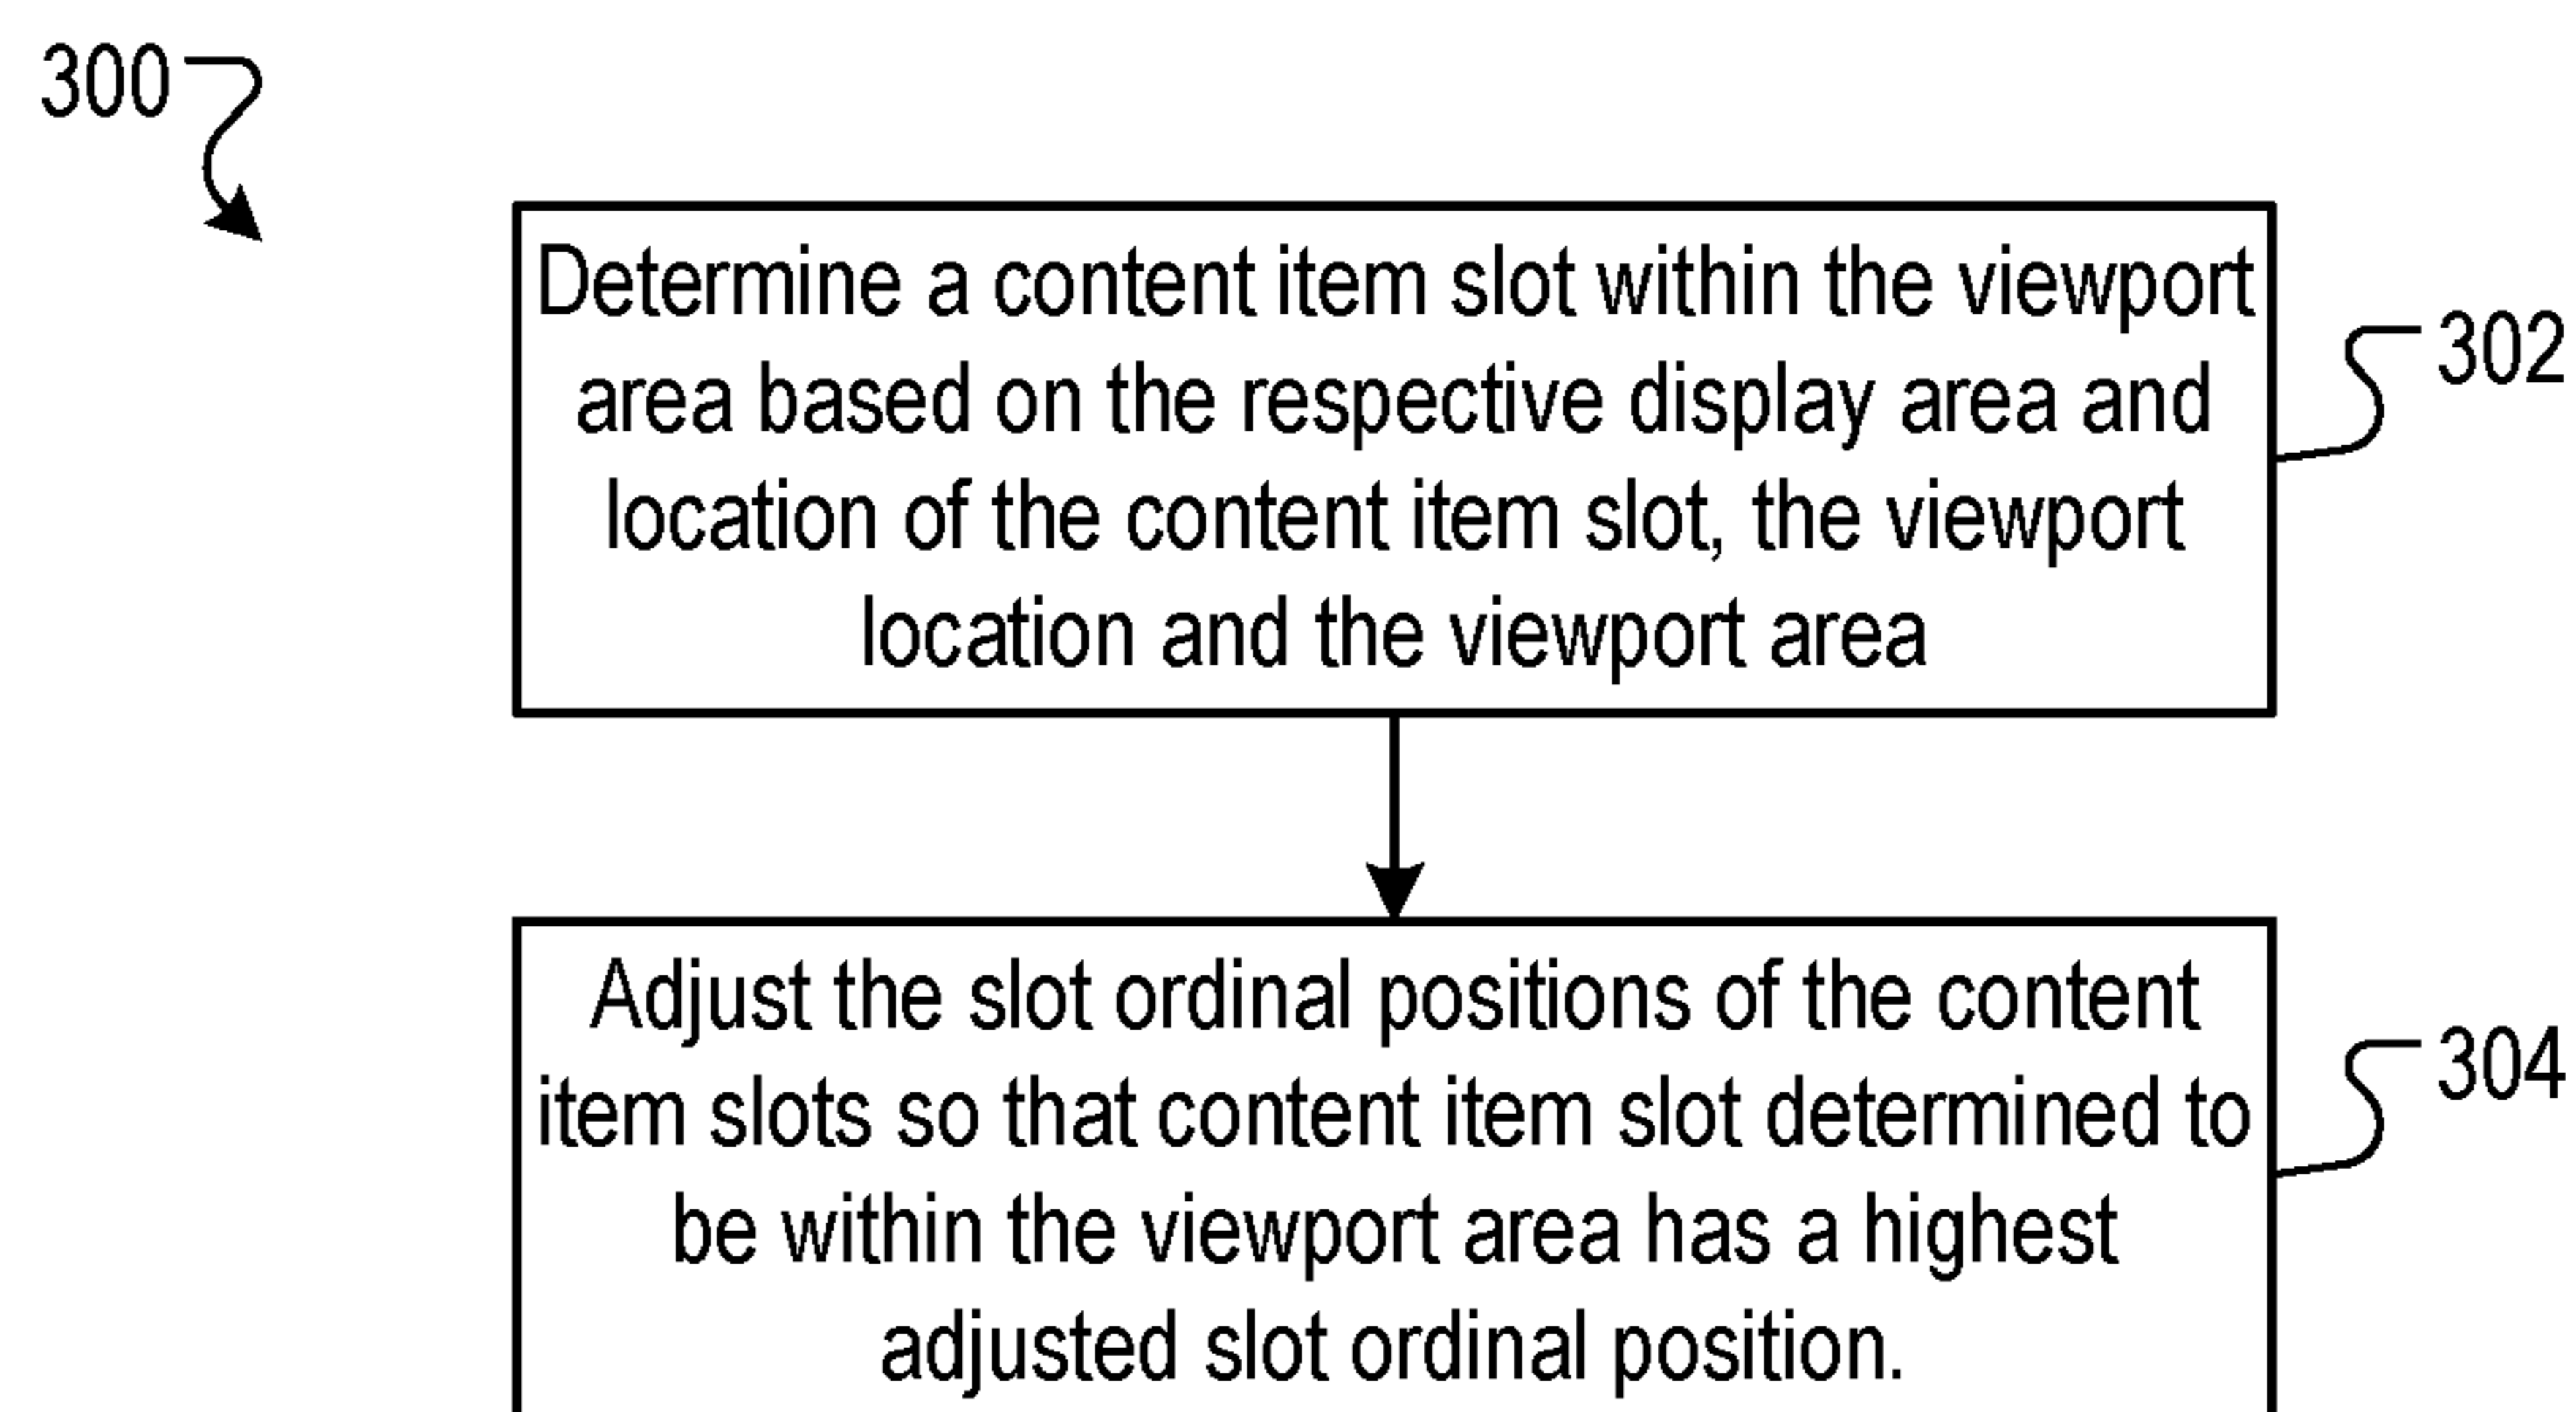 300
Determine a content item slot within the viewport
area based on the respective display area and
location of the content item slot, the viewport
location and the viewport area
302
Adjust the slot ordinal positions of the content
item slots so that content item slot determined to
be within the viewport area has a highest
adjusted slot ordinal position.
304